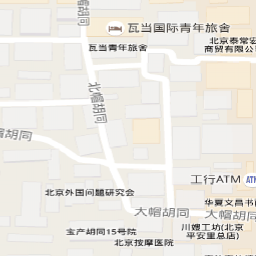 瓦当国际青年旅舍
瓦当青年旅舍
北京泰常宏
商贸有限公司
北帽胡同
帽胡同
工行ATM
北京外国问题研究会
大帽胡同
华夏文昌书
大帽胡同
川嫂工坊(北京
平安里总店)
宝产胡同15号院
北京按摩医院